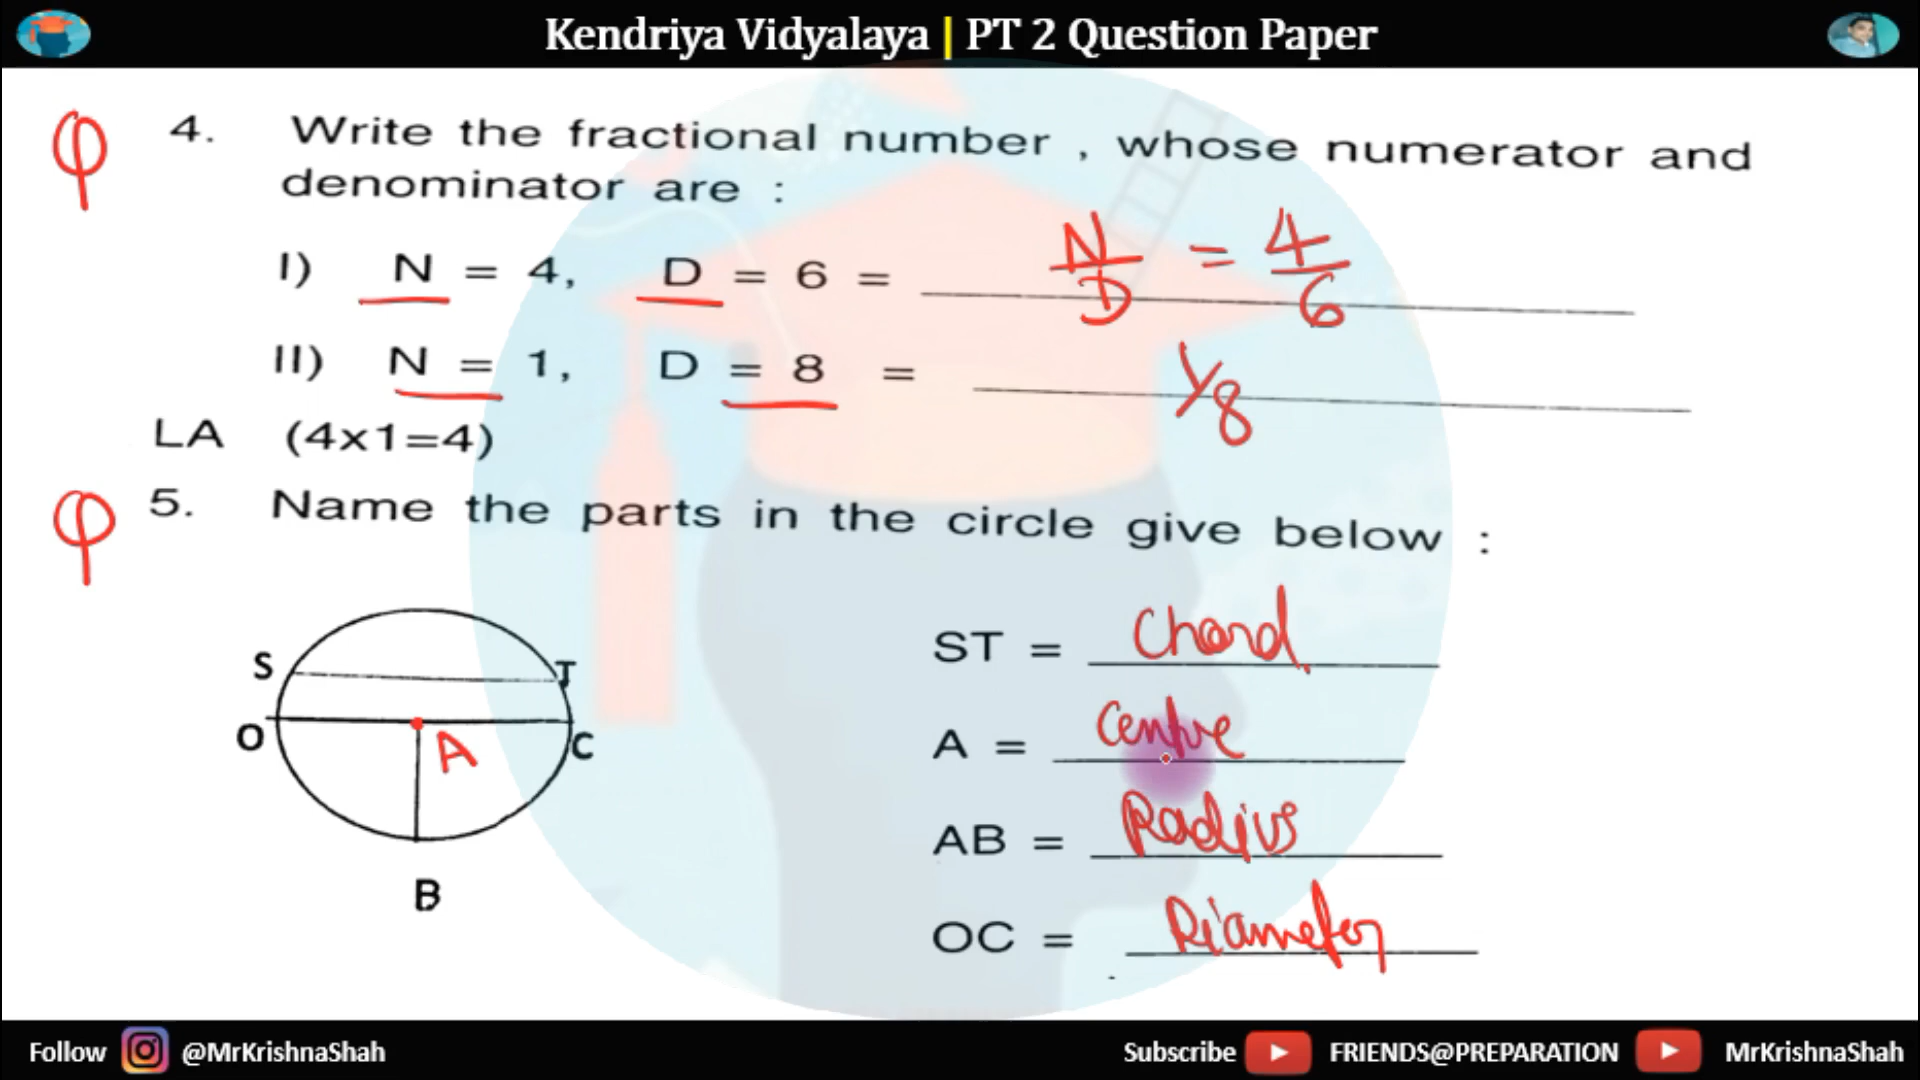 Kendriya Vidyalaya | PT 2 Question Paper
4. Write the fractional number , whose numerator and
denominator are :
I) N = 4, D = 6 = N/D = 4/6
II) N = 1, D = 8 = 1/8
LA (4x1=4)
5. Name the parts in the circle give below :
S T
O A C
B
ST = Chord
A = Centre
AB = Radius
OC = Diameter
Follow @MrKrishnaShah Subscribe FRIENDS@PREPARATION MrKrishnaShah